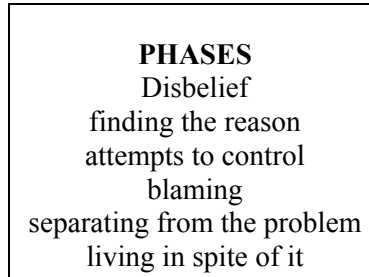 PHASES
Disbelief
finding the reason
attempts to control
blaming
separating from the problem
living in spite of it